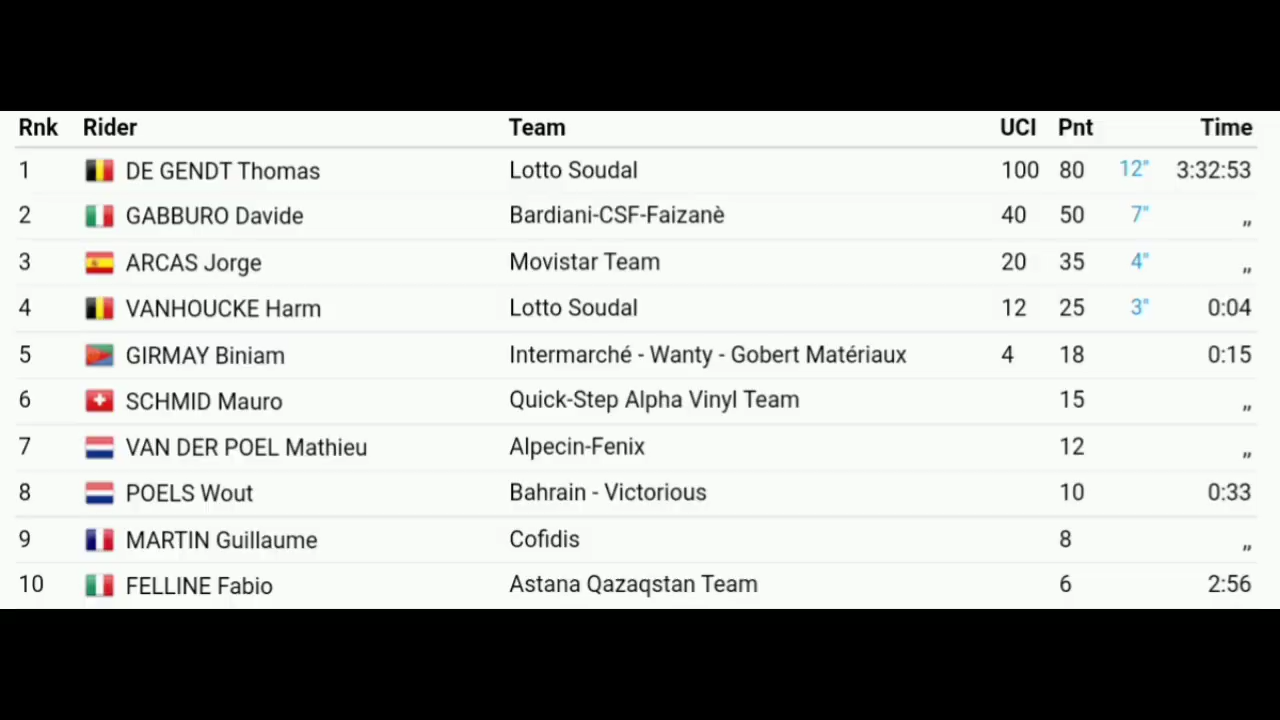 Rnk Rider Team UCI Pnt Time
1 DE GENDT Thomas Lotto Soudal 100 80 12" 3:32:53
2 GABBURO Davide Bardiani-CSF-Faizanè 40 50 7" ,,
3 ARCAS Jorge Movistar Team 20 35 4" ,,
4 VANHOUCKE Harm Lotto Soudal 12 25 3" 0:04
5 GIRMAY Biniam Intermarché - Wanty - Gobert Matériaux 4 18 0:15
6 SCHMID Mauro Quick-Step Alpha Vinyl Team 15 ,,
7 VAN DER POEL Mathieu Alpecin-Fenix 12 ,,
8 POELS Wout Bahrain - Victorious 10 0:33
9 MARTIN Guillaume Cofidis 8 ,,
10 FELLINE Fabio Astana Qazaqstan Team 6 2:56